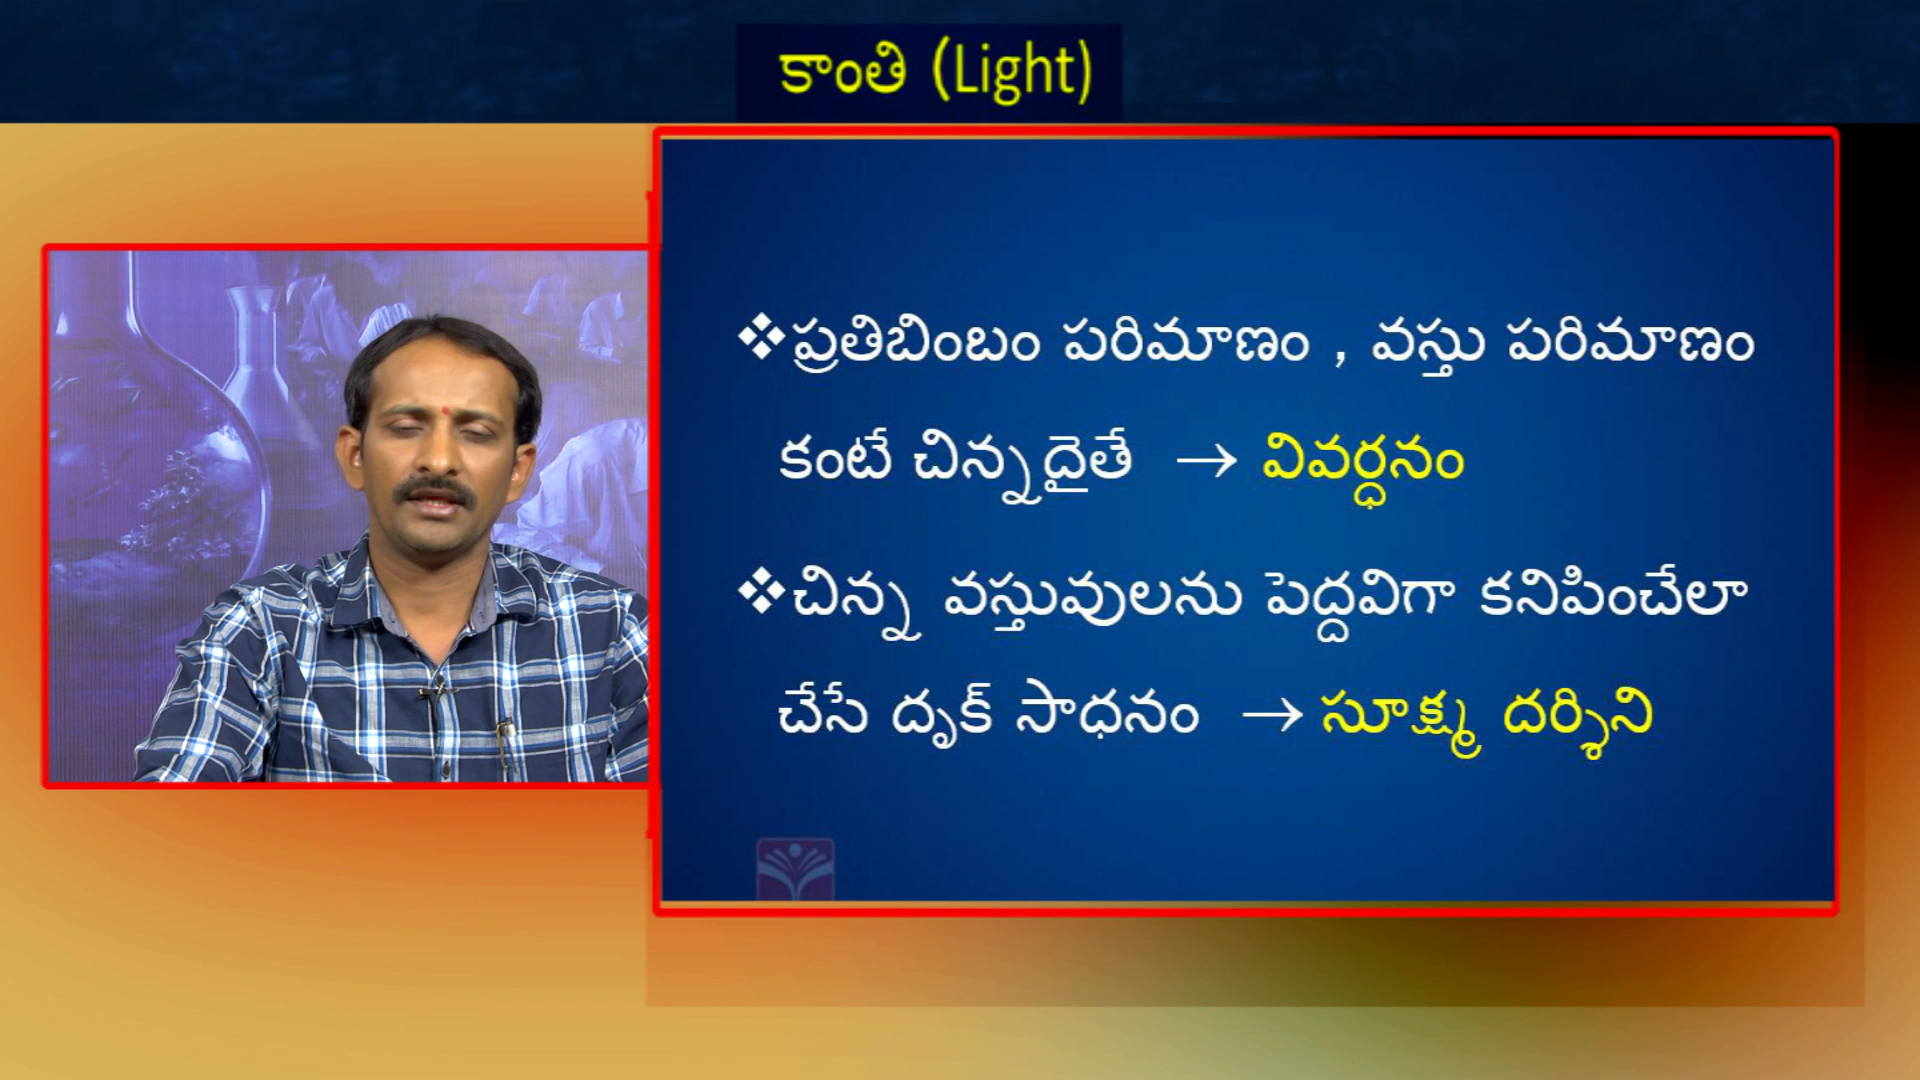 కాంతి (Light)
❖ప్రతిబింబం పరిమాణం , వస్తు పరిమాణం
కంటే చిన్నదైతే → వివర్ధనం
❖చిన్న వస్తువులను పెద్దవిగా కనిపించేలా
చేసే దృక్ సాధనం → సూక్ష్మ దర్శిని